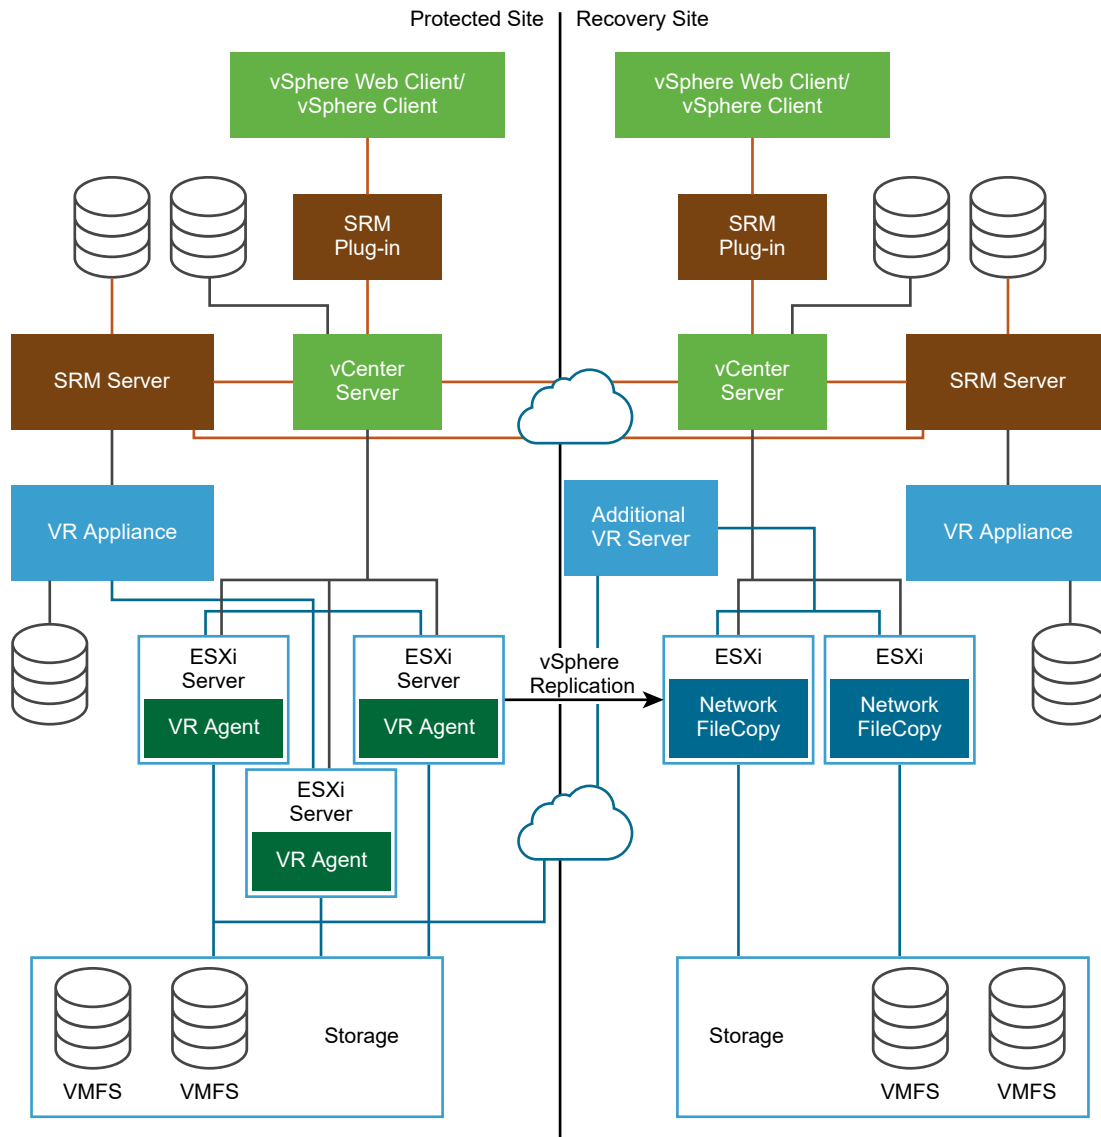 Protected Site
Recovery Site
vSphere Web Client/
vSphere Client
vSphere Web Client/
vSphere Client
SRM
Plug-in
SRM
Plug-in
SRM Server
vCenter
Server
vCenter
Server
SRM Server
VR Appliance
Additional
VR Server
VR Appliance
ESXi
Server
VR Agent
ESXi
Server
VR Agent
vSphere
Replication
ESXi
Network
FileCopy
ESXi
Network
FileCopy
ESXi
Server
VR Agent
Storage
VMFS
VMFS
Storage
VMFS
VMFS